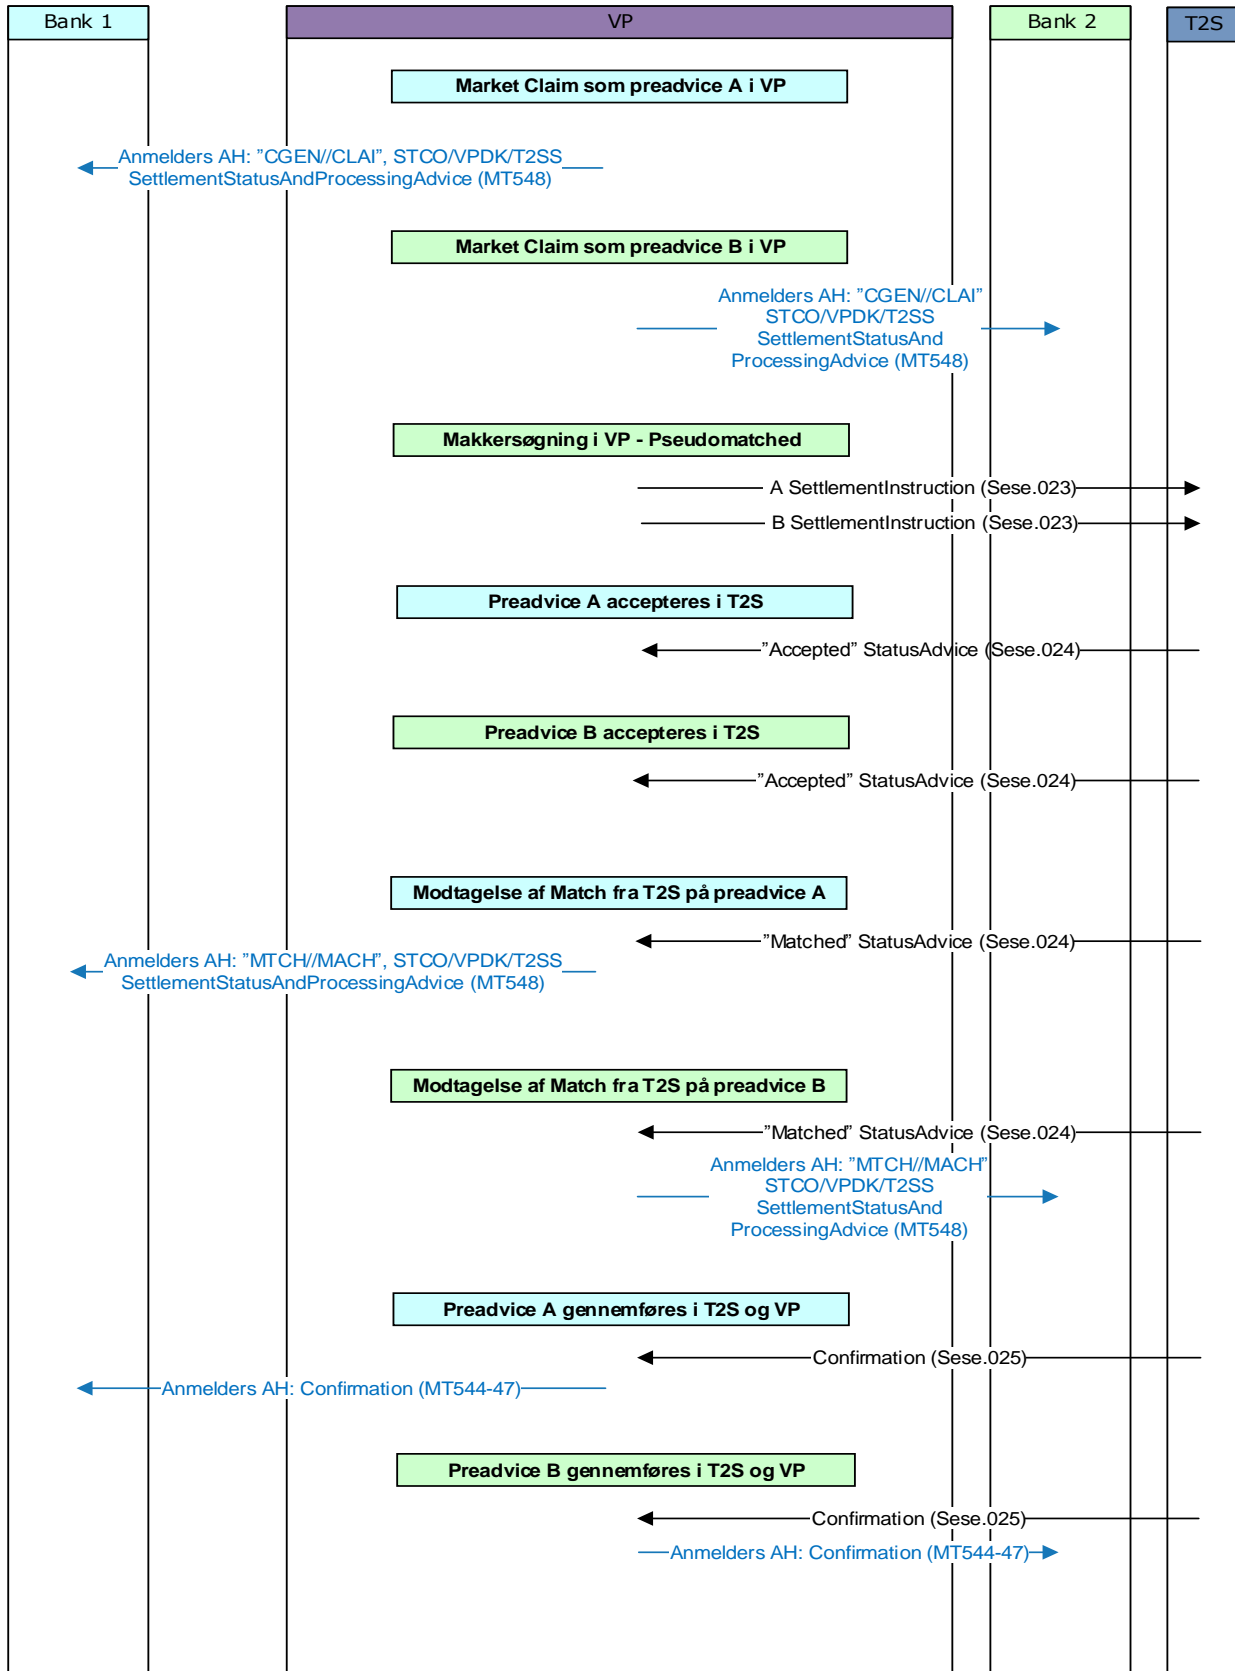 Bank 1
VP
Bank 2
T2S
Market Claim som preadvice A i VP
Anmelders AH: "CGEN//CLAI", STCO/VPDK/T2SS
SettlementStatusAndProcessingAdvice (MT548)
Market Claim som preadvice B i VP
Anmelders AH: ”CGEN//CLAI”
STCO/VPDK/T2SS
SettlementStatusAnd
ProcessingAdvice (MT548)
Makkersøgning i VP - Pseudomatched
A SettlementInstruction (Sese.023)
B SettlementInstruction (Sese.023)
Preadvice A accepteres i T2S
”Accepted” StatusAdvice (Sese.024)
Preadvice B accepteres i T2S
”Accepted” StatusAdvice (Sese.024)
Modtagelse af Match fra T2S på preadvice A
”Matched” StatusAdvice (Sese.024)
Anmelders AH: ”MTCH//MACH”, STCO/VPDK/T2SS
SettlementStatusAndProcessingAdvice (MT548)
Modtagelse af Match fra T2S på preadvice B
”Matched” StatusAdvice (Sese.024)
Anmelders AH: ”MTCH//MACH”
STCO/VPDK/T2SS
SettlementStatusAnd
ProcessingAdvice (MT548)
Preadvice A gennemføres i T2S og VP
Confirmation (Sese.025)
Anmelders AH: Confirmation (MT544-47)
Preadvice B gennemføres i T2S og VP
Confirmation (Sese.025)
Anmelders AH: Confirmation (MT544-47)